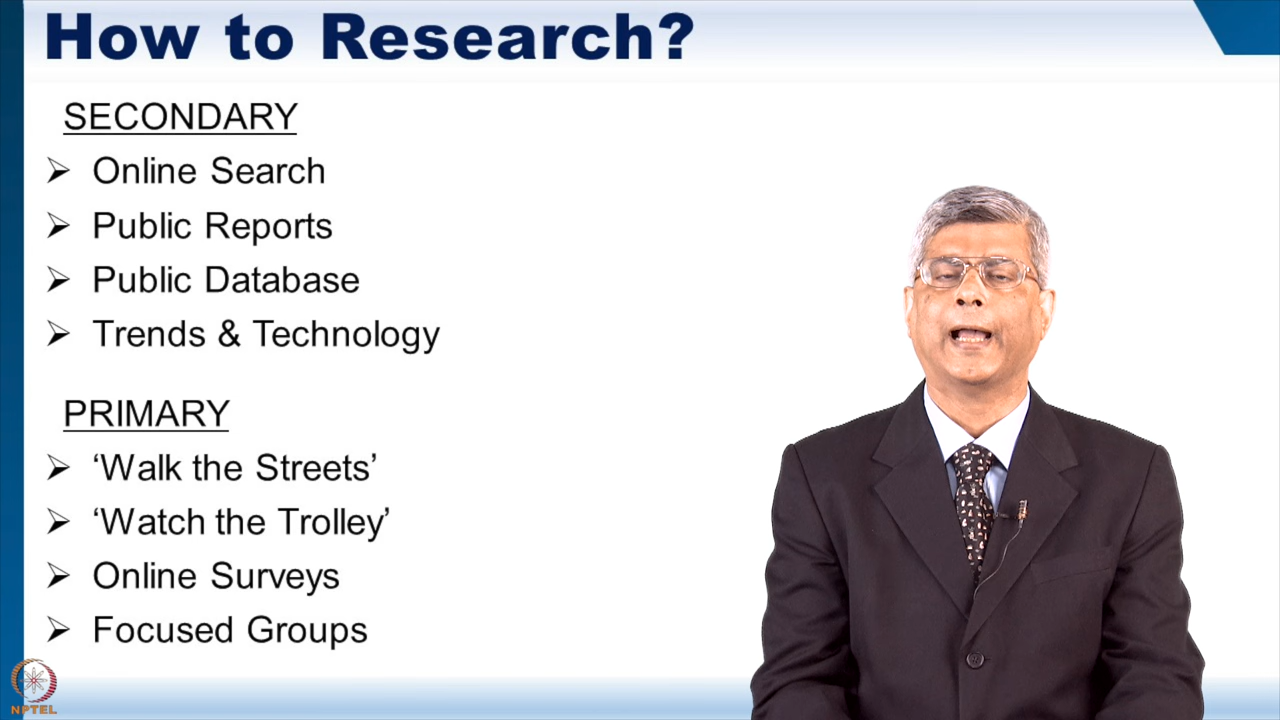 How to Research?
SECONDARY
➢ Online Search
➢ Public Reports
➢ Public Database
➢ Trends & Technology
PRIMARY
➢ ‘Walk the Streets’
➢ ‘Watch the Trolley’
➢ Online Surveys
➢ Focused Groups
NPTEL